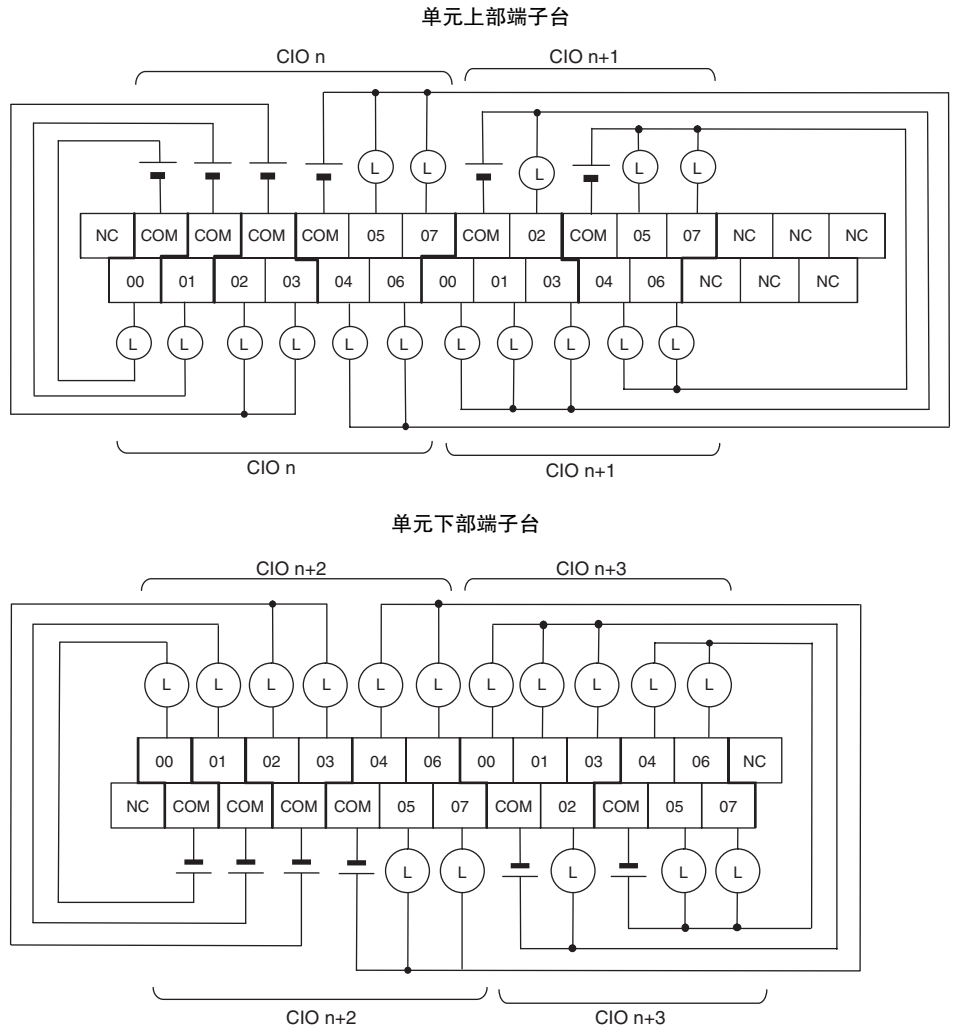 单元上部端子台
CIO n CIO n+1
L L L L L
NC COM COM COM COM 05 07 COM 02 COM 05 07 NC NC NC
00 01 02 03 04 06 00 01 03 04 06 NC NC NC
L L L L L L L L L L L
CIO n CIO n+1
单元下部端子台
CIO n+2 CIO n+3
L L L L L L L L L L L
00 01 02 03 04 06 00 01 03 04 06 NC
NC COM COM COM COM 05 07 COM 02 COM 05 07
L L L L L
CIO n+2 CIO n+3